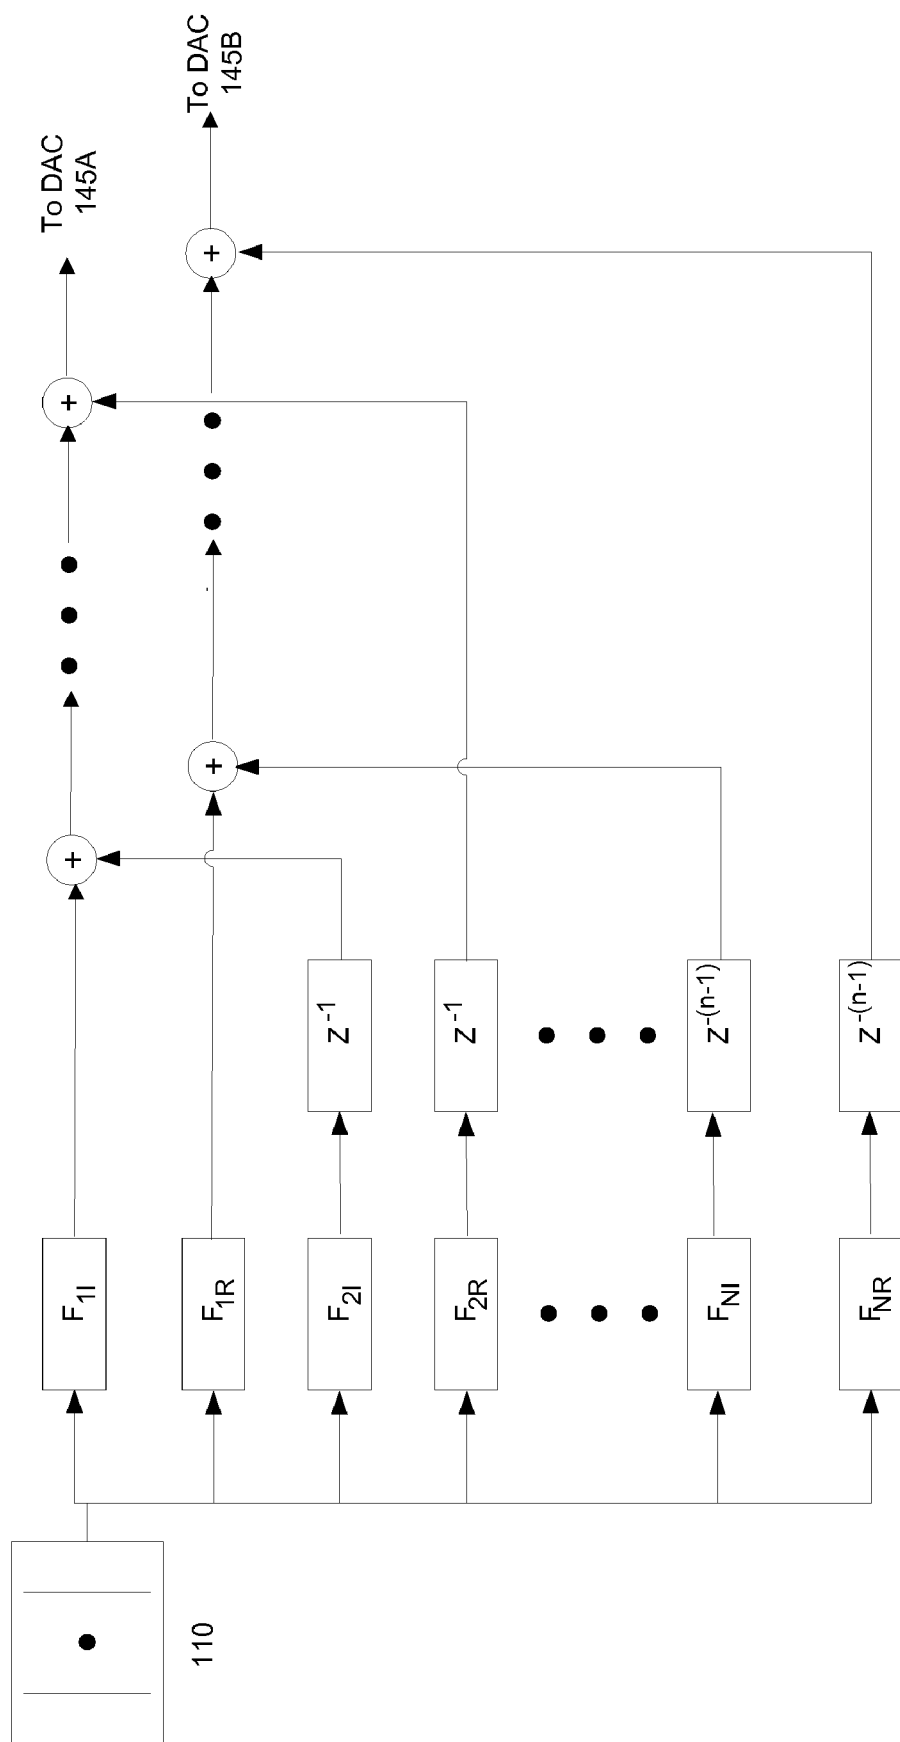 To DAC
145A
To DAC
145B
+
+
+
+
Z-1
Z-1
Z-(n-1)
Z-(n-1)
F1I
F1R
F2I
F2R
FNI
FNR
110